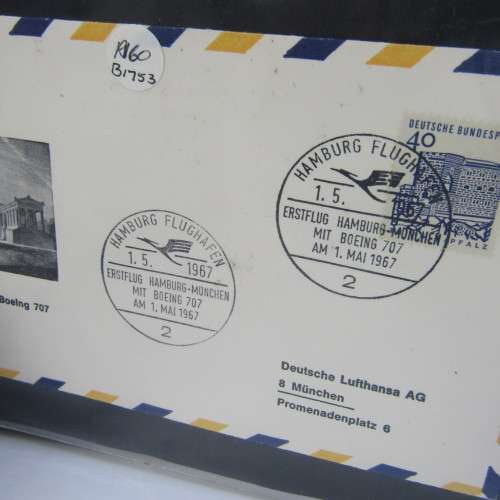 R160
B1753
DEUTSCHE BUNDESP
40
PFALZ
HAMBURG FLUGHAFEN
1.5.
ERSTFLUG HAMBURG-MÜNCHEN
MIT BOEING 707
AM 1. MAI 1967
2
HAMBURG FLUGHAFEN
1.5. 1967
ERSTFLUG HAMBURG-MÜNCHEN
MIT BOEING 707
AM 1. MAI 1967
2
Boeing 707
Deutsche Lufthansa AG
8 München
Promenadenplatz 6